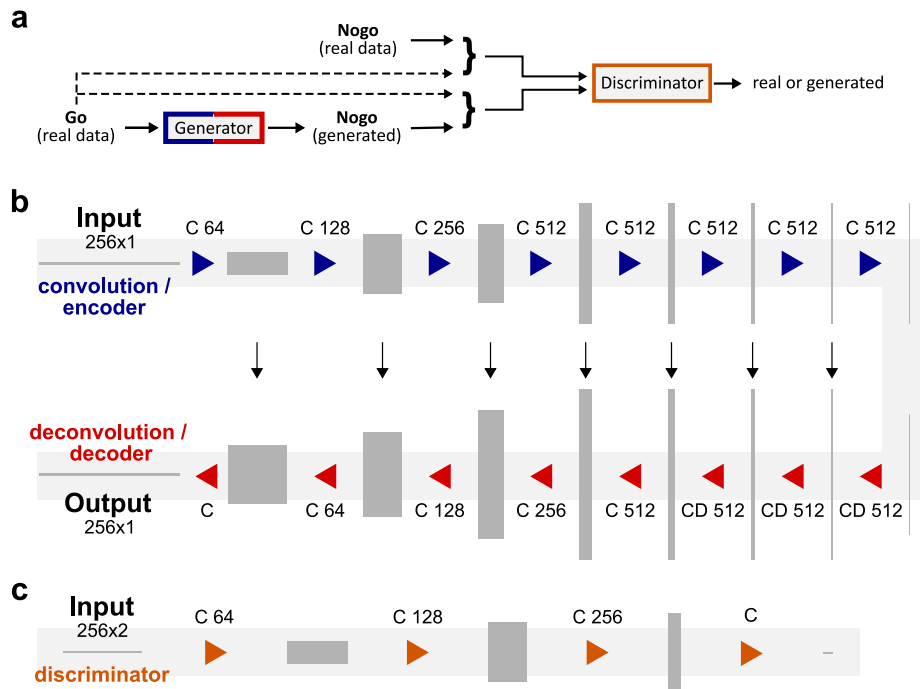 a
Nogo
(real data)
}
Go
(real data)
Generator
Nogo
(generated)
}
Discriminator
real or generated
b
Input
256x1
C 64
C 128
C 256
C 512
C 512
C 512
C 512
C 512
convolution /
encoder
deconvolution /
decoder
Output
256x1
C
C 64
C 128
C 256
C 512
CD 512
CD 512
CD 512
c
Input
256x2
C 64
C 128
C 256
C
discriminator